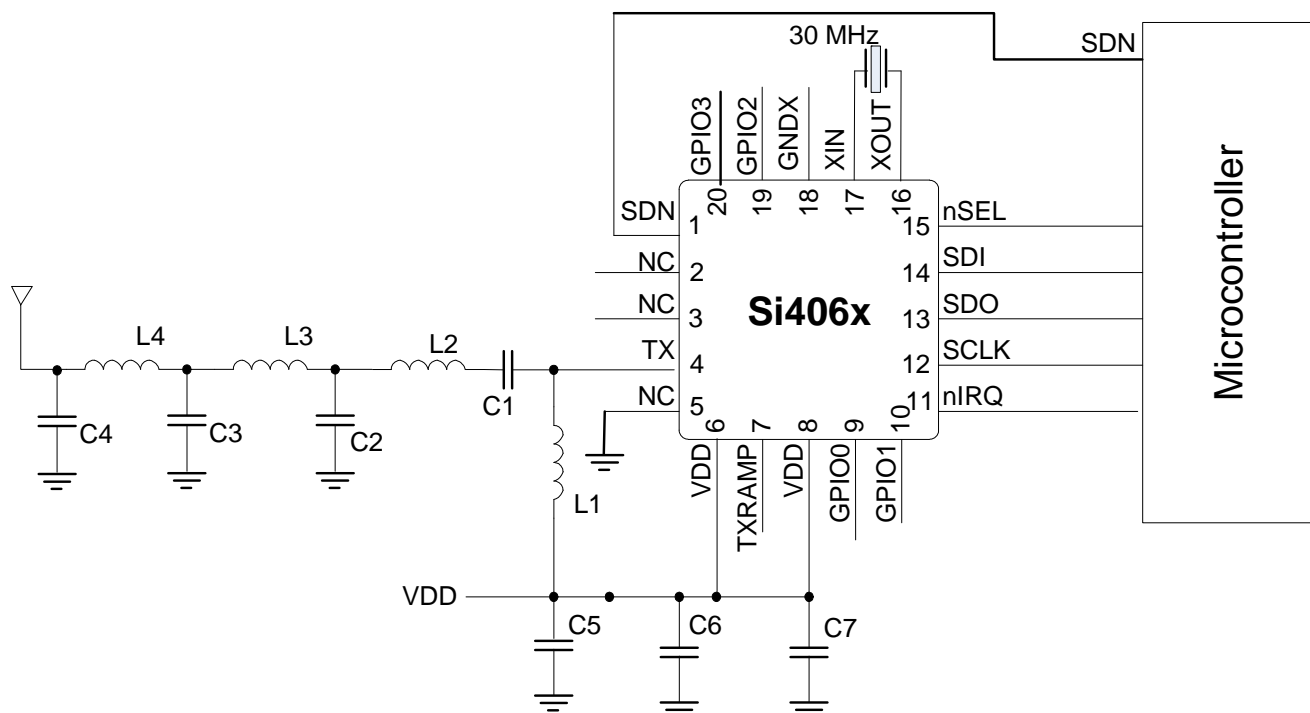 30 MHz
SDN
GPIO3
GPIO2
GNDX
XIN
XOUT
20
19
18
17
16
SDN
1
15
nSEL
NC
2
14
SDI
NC
3
Si406x
13
SDO
TX
4
12
SCLK
NC
5
11
nIRQ
6
7
8
9
10
VDD
TXRAMP
VDD
GPIO0
GPIO1
Microcontroller
L4
L3
L2
C1
C4
C3
C2
L1
VDD
C5
C6
C7